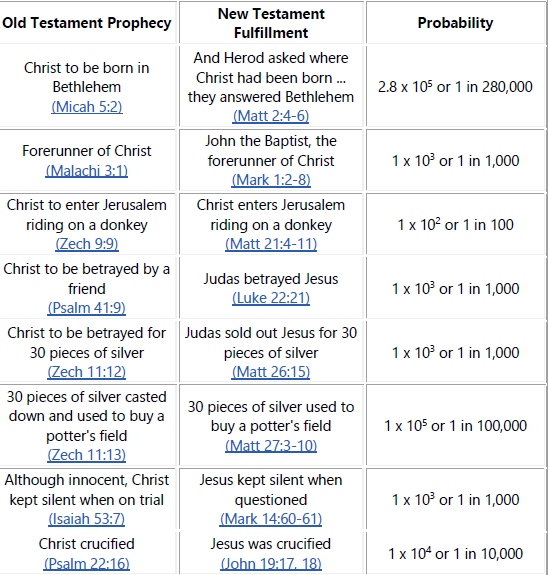 Old Testament Prophecy
New Testament
Fulfillment
Probability
Christ to be born in
Bethlehem
(Micah 5:2)
And Herod asked where
Christ had been born ...
they answered Bethlehem
(Matt 2:4-6)
2.8 x 10⁵ or 1 in 280,000
Forerunner of Christ
(Malachi 3:1)
John the Baptist, the
forerunner of Christ
(Mark 1:2-8)
1 x 10³ or 1 in 1,000
Christ to enter Jerusalem
riding on a donkey
(Zech 9:9)
Christ enters Jerusalem
riding on a donkey
(Matt 21:4-11)
1 x 10² or 1 in 100
Christ to be betrayed by a
friend
(Psalm 41:9)
Judas betrayed Jesus
(Luke 22:21)
1 x 10³ or 1 in 1,000
Christ to be betrayed for
30 pieces of silver
(Zech 11:12)
Judas sold out Jesus for 30
pieces of silver
(Matt 26:15)
1 x 10³ or 1 in 1,000
30 pieces of silver casted
down and used to buy a
potter's field
(Zech 11:13)
30 pieces of silver used to
buy a potter's field
(Matt 27:3-10)
1 x 10⁵ or 1 in 100,000
Although innocent, Christ
kept silent when on trial
(Isaiah 53:7)
Jesus kept silent when
questioned
(Mark 14:60-61)
1 x 10³ or 1 in 1,000
Christ crucified
(Psalm 22:16)
Jesus was crucified
(John 19:17, 18)
1 x 10⁴ or 1 in 10,000